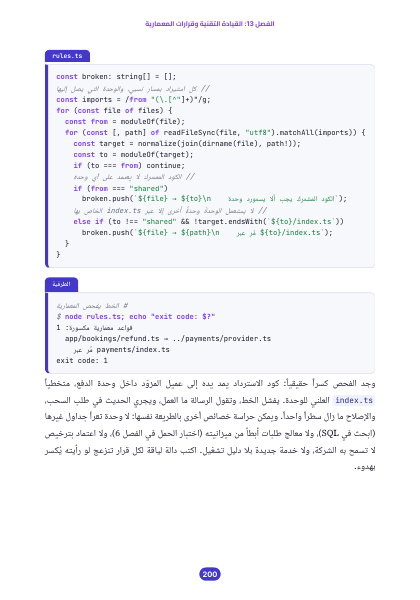 الفصل 13: القيادة التقنية وقرارات المعمارية
rules.ts
const broken: string[] = [];
// كل استيراد بمسار نسبي، والوحدة التي يصل إليها
const imports = /from "(\.[^"]+)"/g;
for (const file of files) {
const from = moduleOf(file);
for (const [, path] of readFileSync(file, "utf8").matchAll(imports)) {
const target = normalize(join(dirname(file), path!));
const to = moduleOf(target);
if (to === from) continue;
// الكود المشترك لا يعتمد على أي وحدة
if (from === "shared")
broken.push(`${file} → ${to}\n الكود المشترك يجب ألا يستورد وحدة`);
// لا يستعمل الوحدةَ وحدةٌ أخرى إلا عبر index.ts الخاص بها
else if (to !== "shared" && !target.endsWith(`${to}/index.ts`))
broken.push(`${file} → ${path}\n مُر عبر ${to}/index.ts`);
}
}
الطرفية
# الخط يفحص المعمارية
$ node rules.ts; echo "exit code: $?"
قواعد معمارية مكسورة: 1
app/bookings/refund.ts → ../payments/provider.ts
مُر عبر payments/index.ts
exit code: 1
وجد الفحص كسراً حقيقياً: كود الاسترداد يمد يده إلى عميل المزوّد داخل وحدة الدفع، متخطياً
index.ts العلني للوحدة. يفشل الخط، وتقول الرسالة ما العمل، ويجري الحديث في طلب السحب،
والإصلاح ما زال سطراً واحداً. ويمكن حراسة خصائص أخرى بالطريقة نفسها: لا وحدة تقرأ جداول غيرها
(ابحث في SQL)، ولا معالج طلبات أبطأ من ميزانيته (اختبار الحمل في الفصل 6)، ولا اعتماد بترخيص
لا تسمح به الشركة، ولا خدمة جديدة بلا دليل تشغيل. اكتب دالة لياقة لكل قرار تنزعج لو رأيته يُكسر
بهدوء.
200